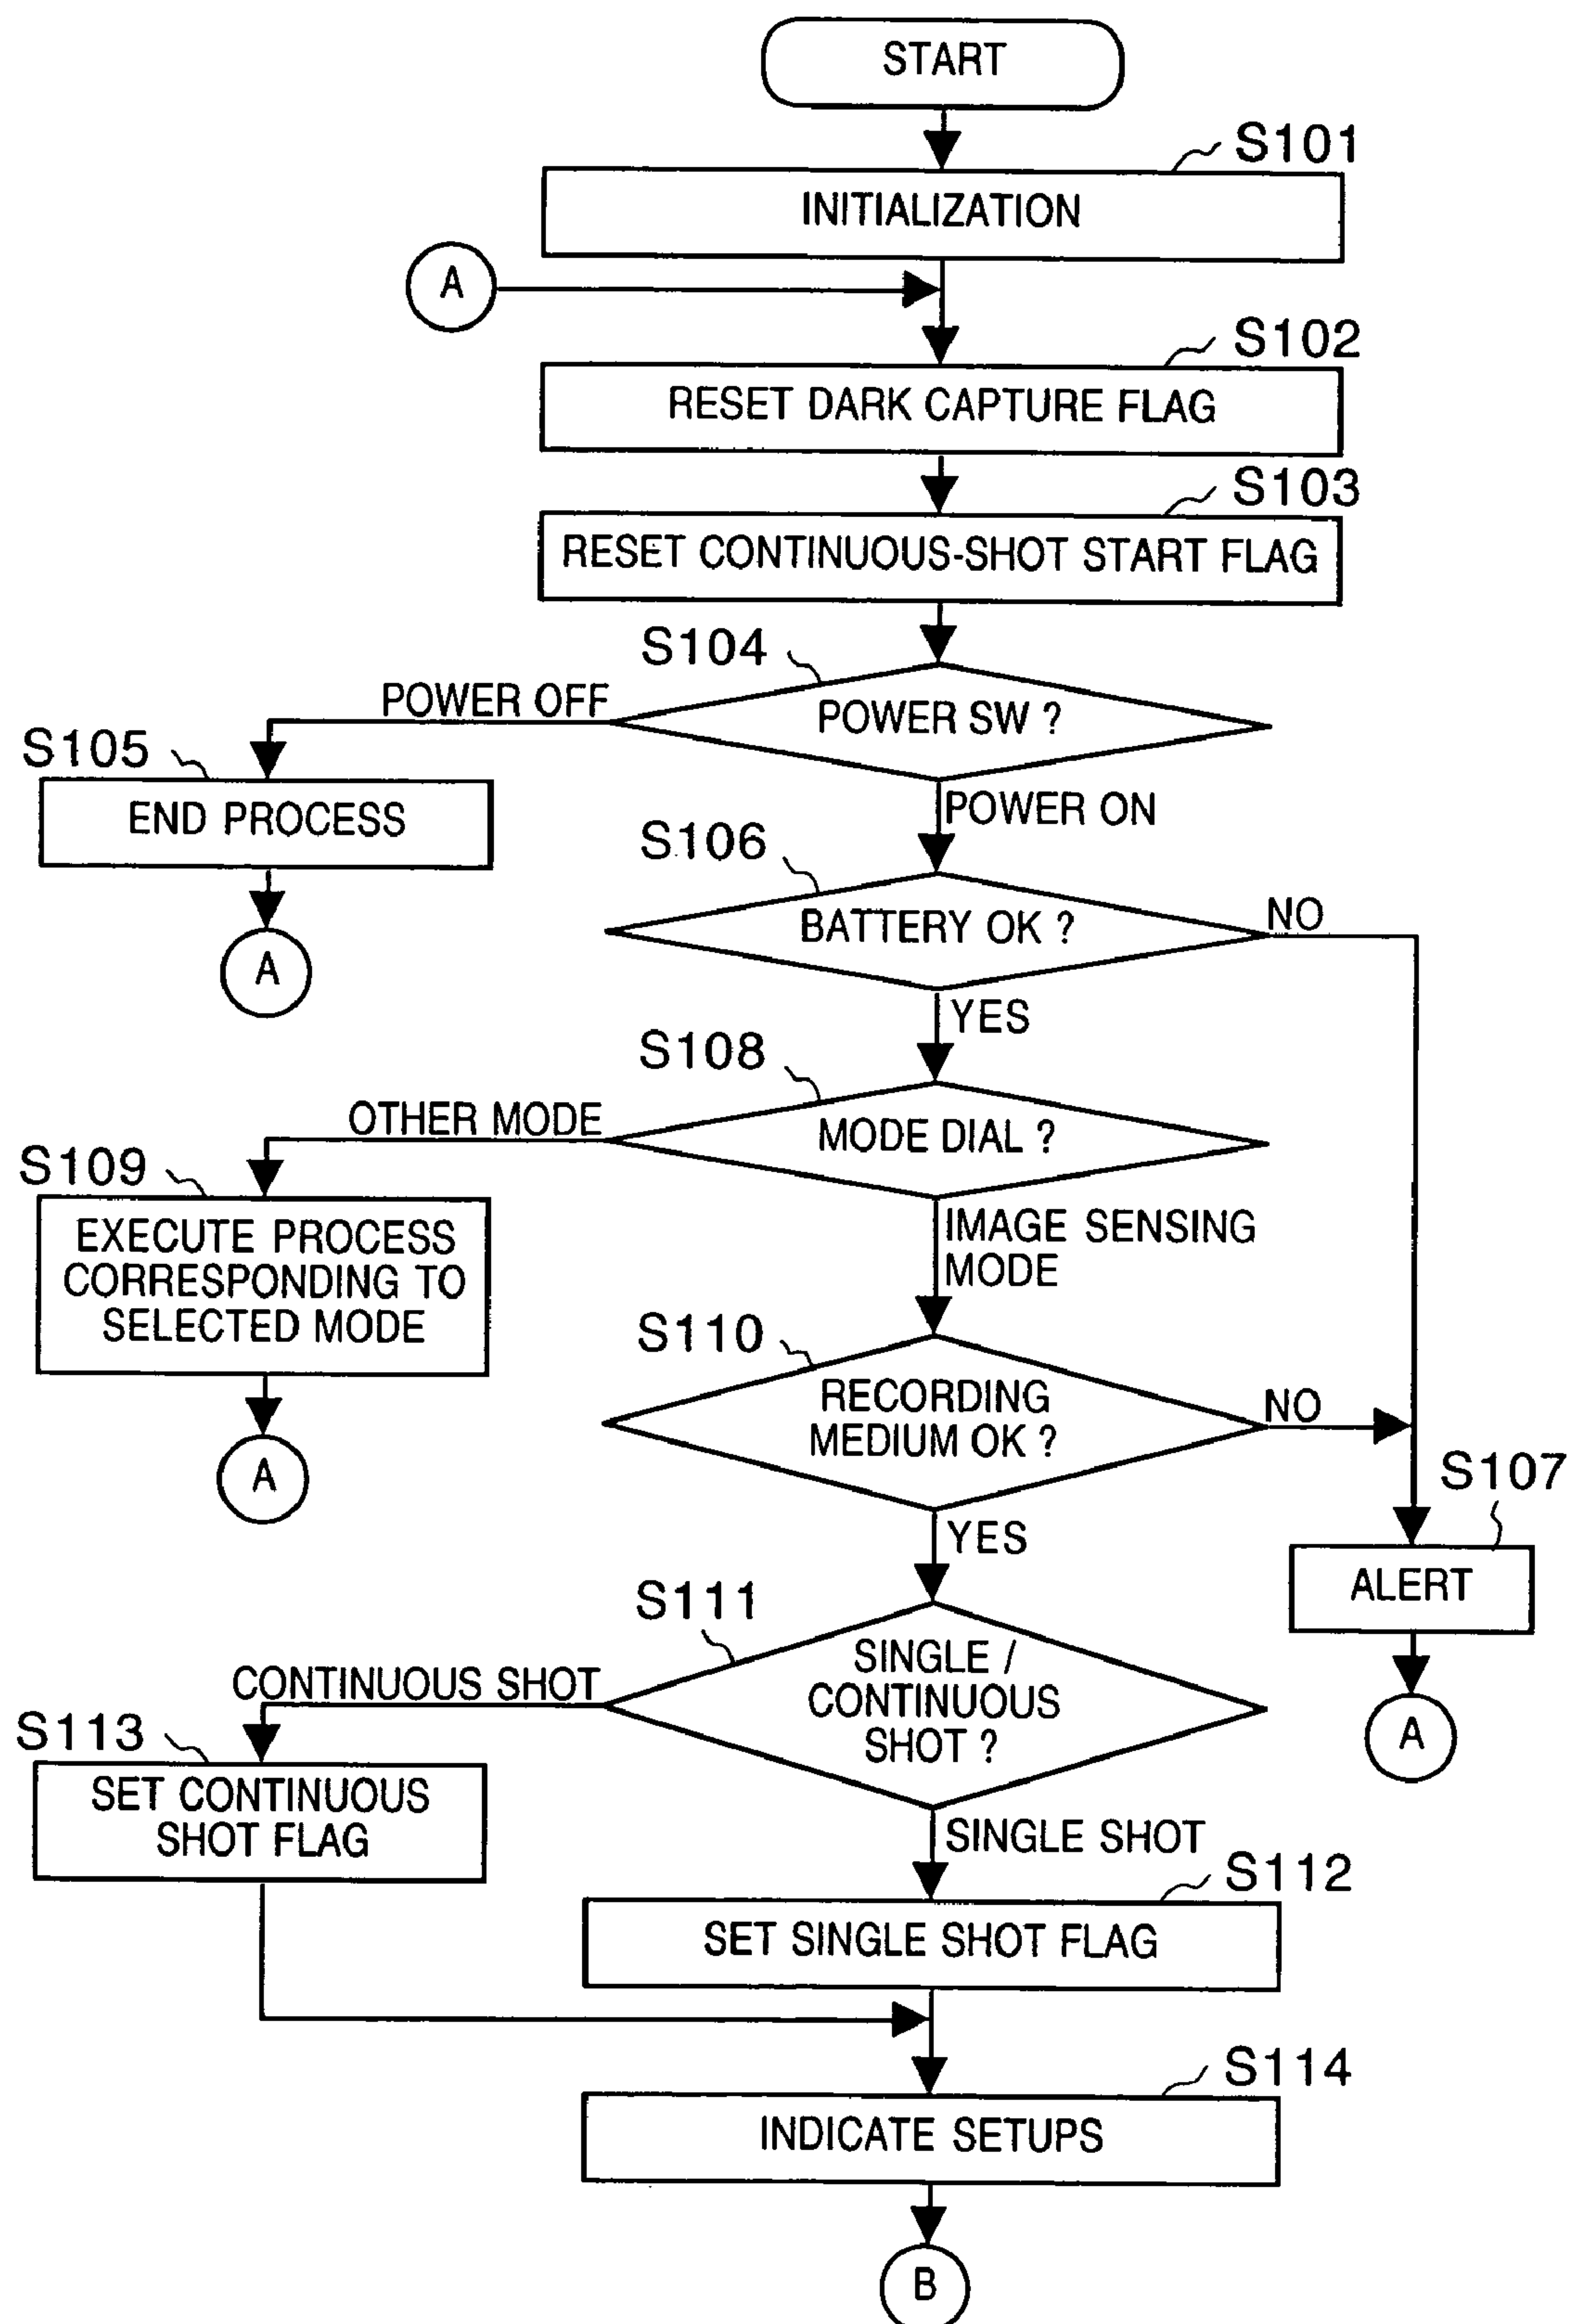 START
S101
INITIALIZATION
A
S102
RESET DARK CAPTURE FLAG
S103
RESET CONTINUOUS-SHOT START FLAG
S104
POWER OFF
POWER SW ?
S105
END PROCESS
A
POWER ON
S106
BATTERY OK ?
NO
YES
S108
OTHER MODE
MODE DIAL ?
S109
EXECUTE PROCESS
CORRESPONDING TO
SELECTED MODE
A
IMAGE SENSING
MODE
S110
RECORDING
MEDIUM OK ?
NO
S107
ALERT
A
YES
S111
CONTINUOUS SHOT
SINGLE /
CONTINUOUS
SHOT ?
S113
SET CONTINUOUS
SHOT FLAG
SINGLE SHOT
S112
SET SINGLE SHOT FLAG
S114
INDICATE SETUPS
B